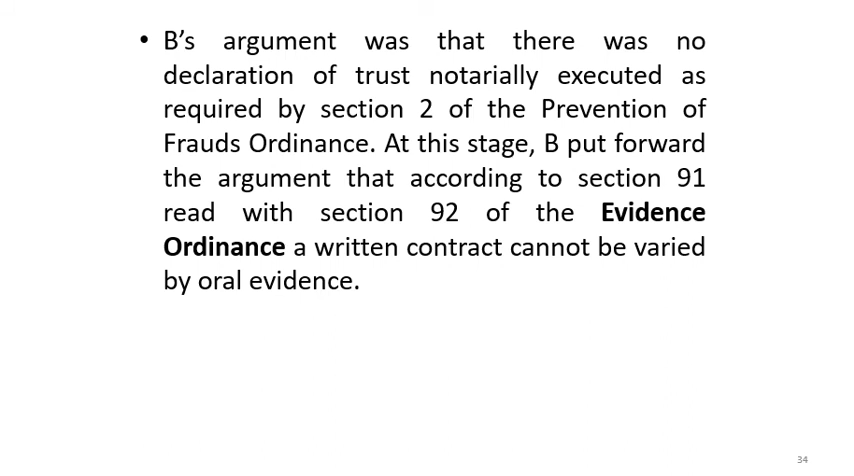 • B’s argument was that there was no
declaration of trust notarially executed as
required by section 2 of the Prevention of
Frauds Ordinance. At this stage, B put forward
the argument that according to section 91
read with section 92 of the Evidence
Ordinance a written contract cannot be varied
by oral evidence.
34